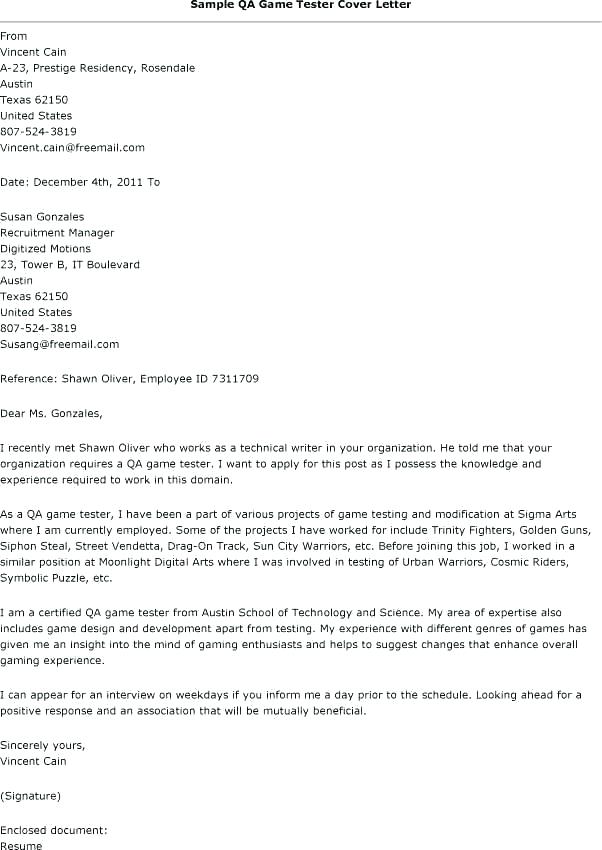 Sample QA Game Tester Cover Letter
From
Vincent Cain
A-23, Prestige Residency, Rosendale
Austin
Texas 62150
United States
807-524-3819
Vincent.cain@freemail.com
Date: December 4th, 2011 To
Susan Gonzales
Recruitment Manager
Digitized Motions
23, Tower B, IT Boulevard
Austin
Texas 62150
United States
807-524-3819
Susang@freemail.com
Reference: Shawn Oliver, Employee ID 7311709
Dear Ms. Gonzales,
I recently met Shawn Oliver who works as a technical writer in your organization. He told me that your
organization requires a QA game tester. I want to apply for this post as I possess the knowledge and
experience required to work in this domain.
As a QA game tester, I have been a part of various projects of game testing and modification at Sigma Arts
where I am currently employed. Some of the projects I have worked for include Trinity Fighters, Golden Guns,
Siphon Steal, Street Vendetta, Drag-On Track, Sun City Warriors, etc. Before joining this job, I worked in a
similar position at Moonlight Digital Arts where I was involved in testing of Urban Warriors, Cosmic Riders,
Symbolic Puzzle, etc.
I am a certified QA game tester from Austin School of Technology and Science. My area of expertise also
includes game design and development apart from testing. My experience with different genres of games has
given me an insight into the mind of gaming enthusiasts and helps to suggest changes that enhance overall
gaming experience.
I can appear for an interview on weekdays if you inform me a day prior to the schedule. Looking ahead for a
positive response and an association that will be mutually beneficial.
Sincerely yours,
Vincent Cain
(Signature)
Enclosed document:
Resume